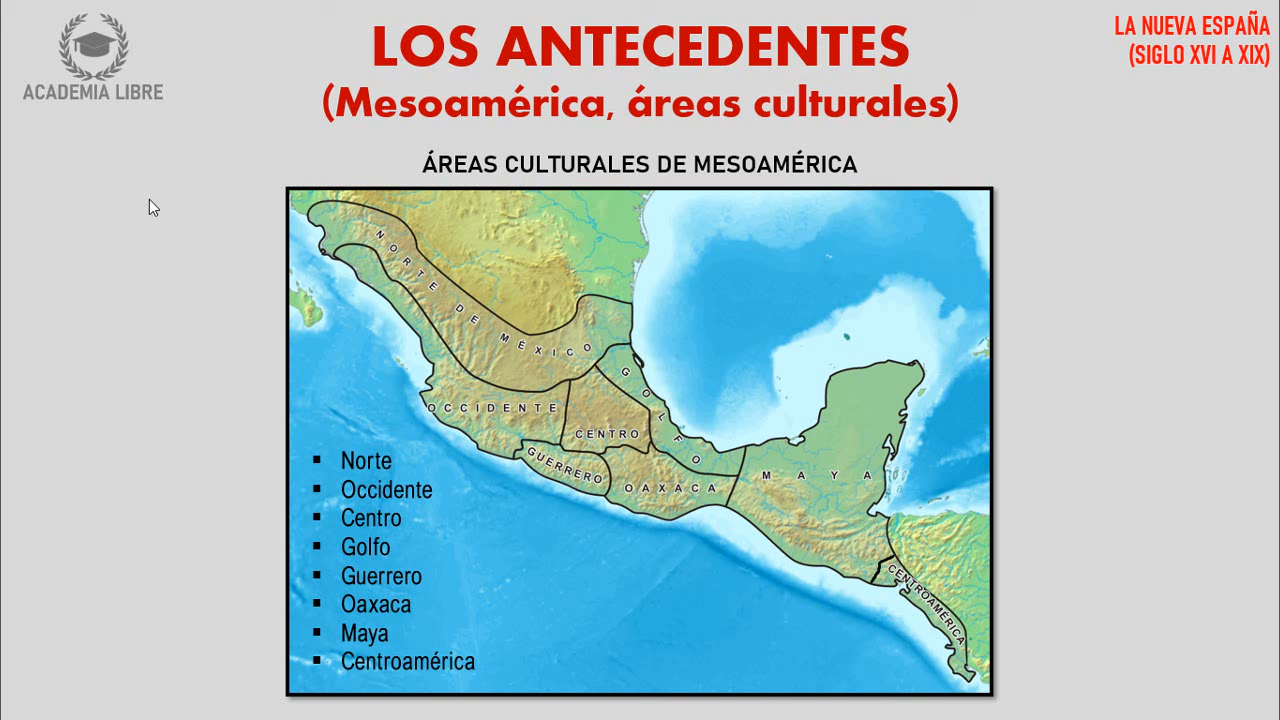 ACADEMIA LIBRE
LOS ANTECEDENTES
(Mesoamérica, áreas culturales)
LA NUEVA ESPAÑA
(SIGLO XVI A XIX)
ÁREAS CULTURALES DE MESOAMÉRICA
NORTE DE MÉXICO
GOLFO
OCCIDENTE
CENTRO
GUERRERO
OAXACA
MAYA
CENTROAMÉRICA
▪ Norte
▪ Occidente
▪ Centro
▪ Golfo
▪ Guerrero
▪ Oaxaca
▪ Maya
▪ Centroamérica